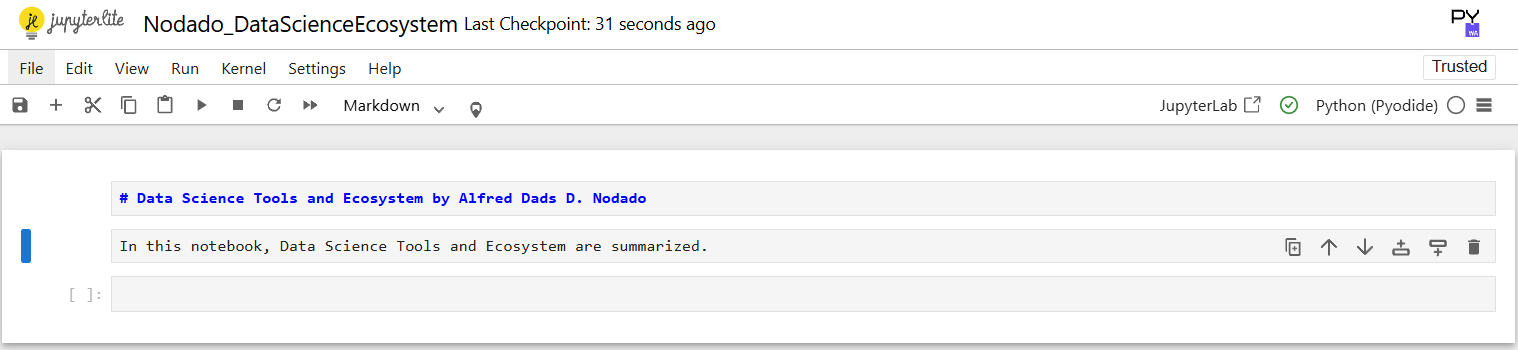 jupyterlite Nodado_DataScienceEcosystem Last Checkpoint: 31 seconds ago PY WA
File Edit View Run Kernel Settings Help Trusted
Markdown JupyterLab Python (Pyodide)
# Data Science Tools and Ecosystem by Alfred Dads D. Nodado
In this notebook, Data Science Tools and Ecosystem are summarized.
[ ]: